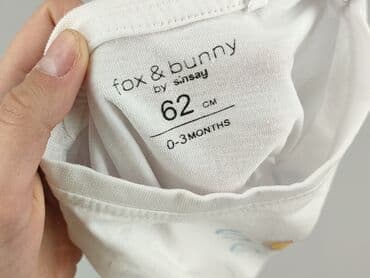 fox & bunny
by sinsay
62 CM
0-3 MONTHS